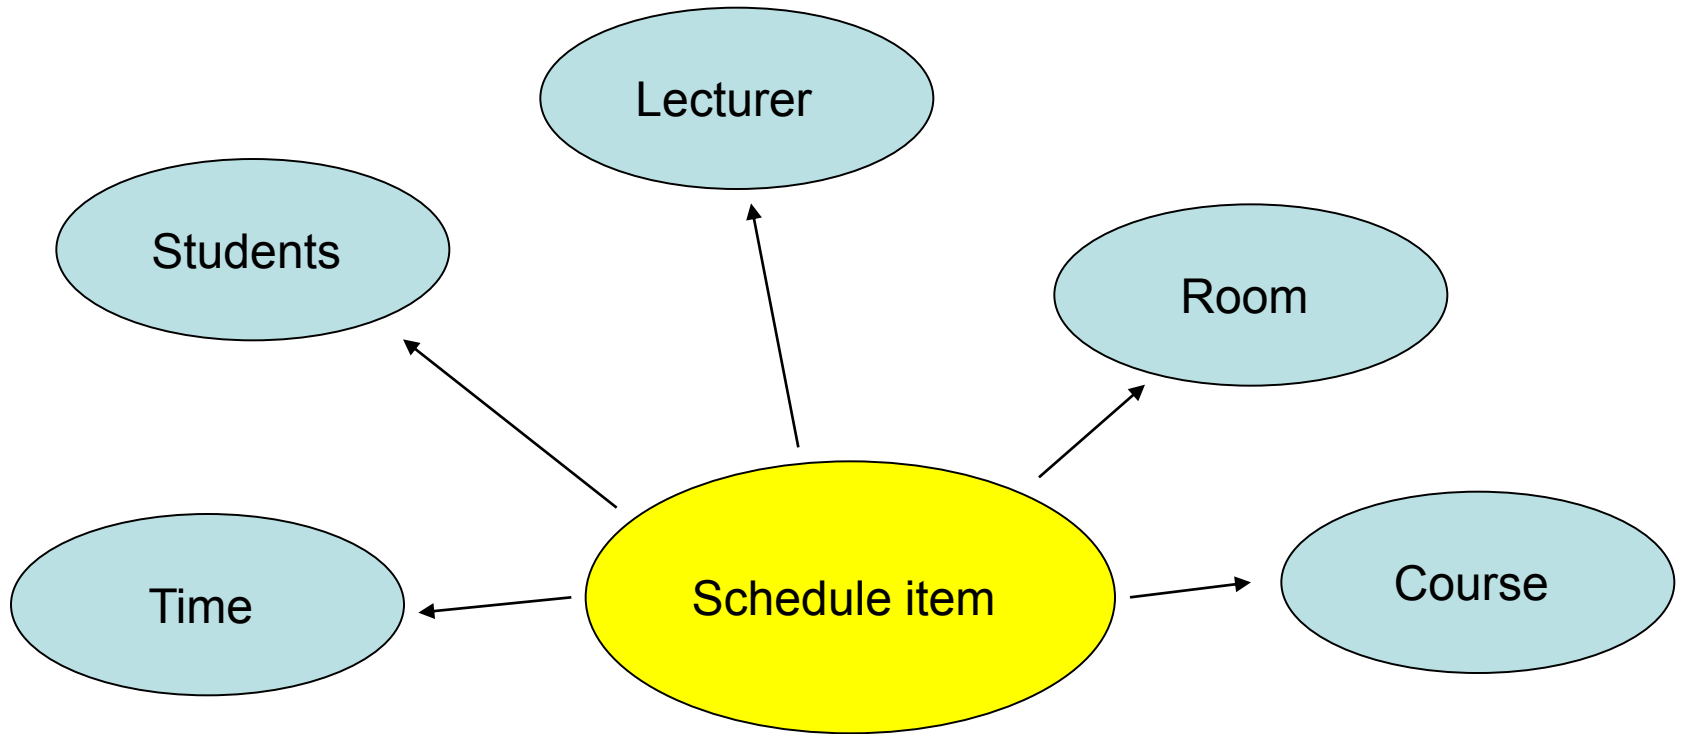 Lecturer
Students
Room
Course
Schedule item
Time